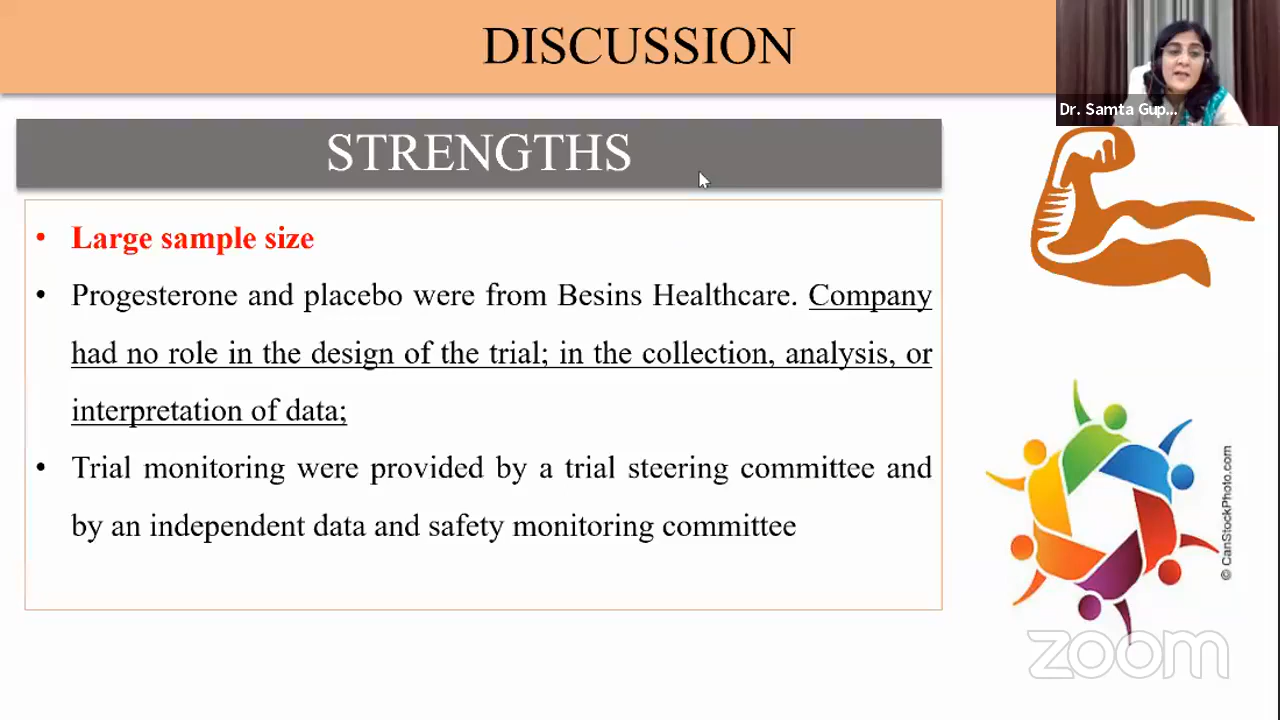 DISCUSSION
Dr. Samta Gup...
STRENGTHS
• Large sample size
• Progesterone and placebo were from Besins Healthcare. Company
had no role in the design of the trial; in the collection, analysis, or
interpretation of data;
• Trial monitoring were provided by a trial steering committee and
by an independent data and safety monitoring committee
© CanStockPhoto.com
zoom